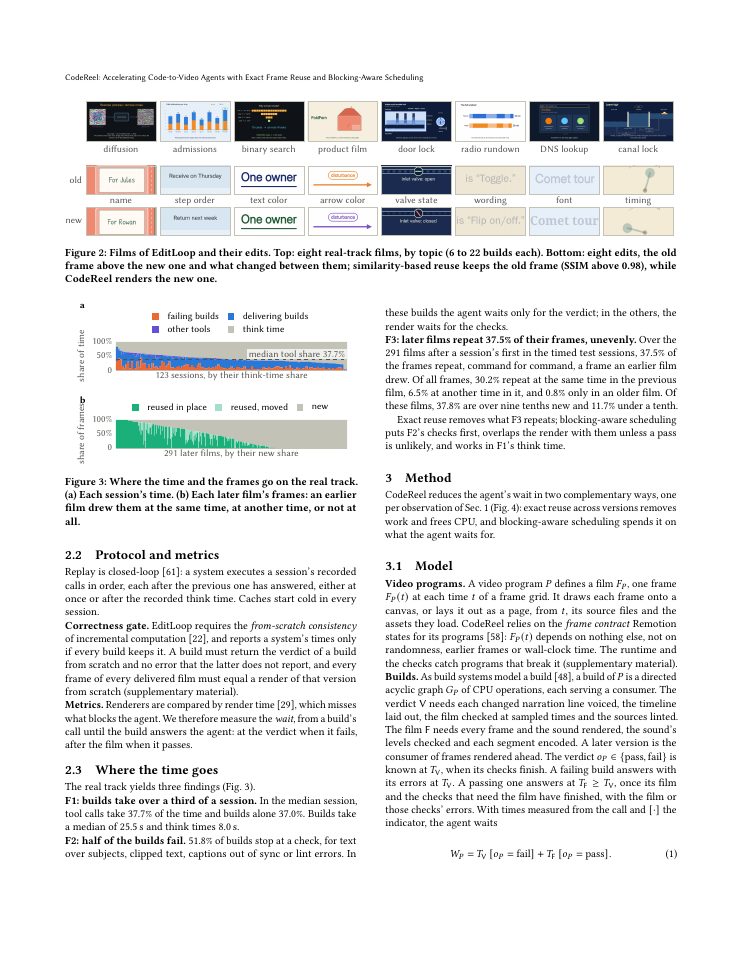 CodeReel: Accelerating Code-to-Video Agents with Exact Frame Reuse and Blocking-Aware Scheduling
diffusion
admissions
binary search
product film
door lock
radio rundown
DNS lookup
canal lock
old
For Jules
Receive on Thursday
One owner
disturbance
inlet valve: open
is "Toggle."
Comet tour
name
step order
text color
arrow color
valve state
wording
font
timing
new
For Rowan
Return next week
One owner
disturbance
inlet valve: closed
is "Flip on/off."
Comet tour
Figure 2: Films of EditLoop and their edits. Top: eight real-track films, by topic (6 to 22 builds each). Bottom: eight edits, the old
frame above the new one and what changed between them; similarity-based reuse keeps the old frame (SSIM above 0.98), while
CodeReel renders the new one.
a
failing builds
delivering builds
other tools
think time
share of time
100%
50%
0
median tool share 37.7%
123 sessions, by their think-time share
b
reused in place
reused, moved
new
share of frames
100%
50%
0
291 later films, by their new share
Figure 3: Where the time and the frames go on the real track.
(a) Each session's time. (b) Each later film's frames: an earlier
film drew them at the same time, at another time, or not at
all.
2.2 Protocol and metrics
Replay is closed-loop [61]: a system executes a session's recorded
calls in order, each after the previous one has answered, either at
once or after the recorded think time. Caches start cold in every
session.
Correctness gate. EditLoop requires the from-scratch consistency
of incremental computation [22], and reports a system's times only
if every build keeps it. A build must return the verdict of a build
from scratch and no error that the latter does not report, and every
frame of every delivered film must equal a render of that version
from scratch (supplementary material).
Metrics. Renderers are compared by render time [29], which misses
what blocks the agent. We therefore measure the wait, from a build's
call until the build answers the agent: at the verdict when it fails,
after the film when it passes.
2.3 Where the time goes
The real track yields three findings (Fig. 3).
F1: builds take over a third of a session. In the median session,
tool calls take 37.7% of the time and builds alone 37.0%. Builds take
a median of 25.5 s and think times 8.0 s.
F2: half of the builds fail. 51.8% of builds stop at a check, for text
over subjects, clipped text, captions out of sync or lint errors. In
these builds the agent waits only for the verdict; in the others, the
render waits for the checks.
F3: later films repeat 37.5% of their frames, unevenly. Over the
291 films after a session's first in the timed test sessions, 37.5% of
the frames repeat, command for command, a frame an earlier film
drew. Of all frames, 30.2% repeat at the same time in the previous
film, 6.5% at another time in it, and 0.8% only in an older film. Of
these films, 37.8% are over nine tenths new and 11.7% under a tenth.
Exact reuse removes what F3 repeats; blocking-aware scheduling
puts F2's checks first, overlaps the render with them unless a pass
is unlikely, and works in F1's think time.
3 Method
CodeReel reduces the agent's wait in two complementary ways, one
per observation of Sec. 1 (Fig. 4): exact reuse across versions removes
work and frees CPU, and blocking-aware scheduling spends it on
what the agent waits for.
3.1 Model
Video programs. A video program P defines a film F_P, one frame
F_P(t) at each time t of a frame grid. It draws each frame onto a
canvas, or lays it out as a page, from t, its source files and the
assets they load. CodeReel relies on the frame contract Remotion
states for its programs [58]: F_P(t) depends on nothing else, not on
randomness, earlier frames or wall-clock time. The runtime and
the checks catch programs that break it (supplementary material).
Builds. As build systems model a build [48], a build of P is a directed
acyclic graph G_P of CPU operations, each serving a consumer. The
verdict V needs each changed narration line voiced, the timeline
laid out, the film checked at sampled times and the sources linted.
The film F needs every frame and the sound rendered, the sound's
levels checked and each segment encoded. A later version is the
consumer of frames rendered ahead. The verdict o_P ∈ {pass, fail} is
known at T_V, when its checks finish. A failing build answers with
its errors at T_V. A passing one answers at T_F ≥ T_V, once its film
and the checks that need the film have finished, with the film or
those checks' errors. With times measured from the call and [·] the
indicator, the agent waits
W_P = T_V [o_P = fail] + T_F [o_P = pass]. (1)